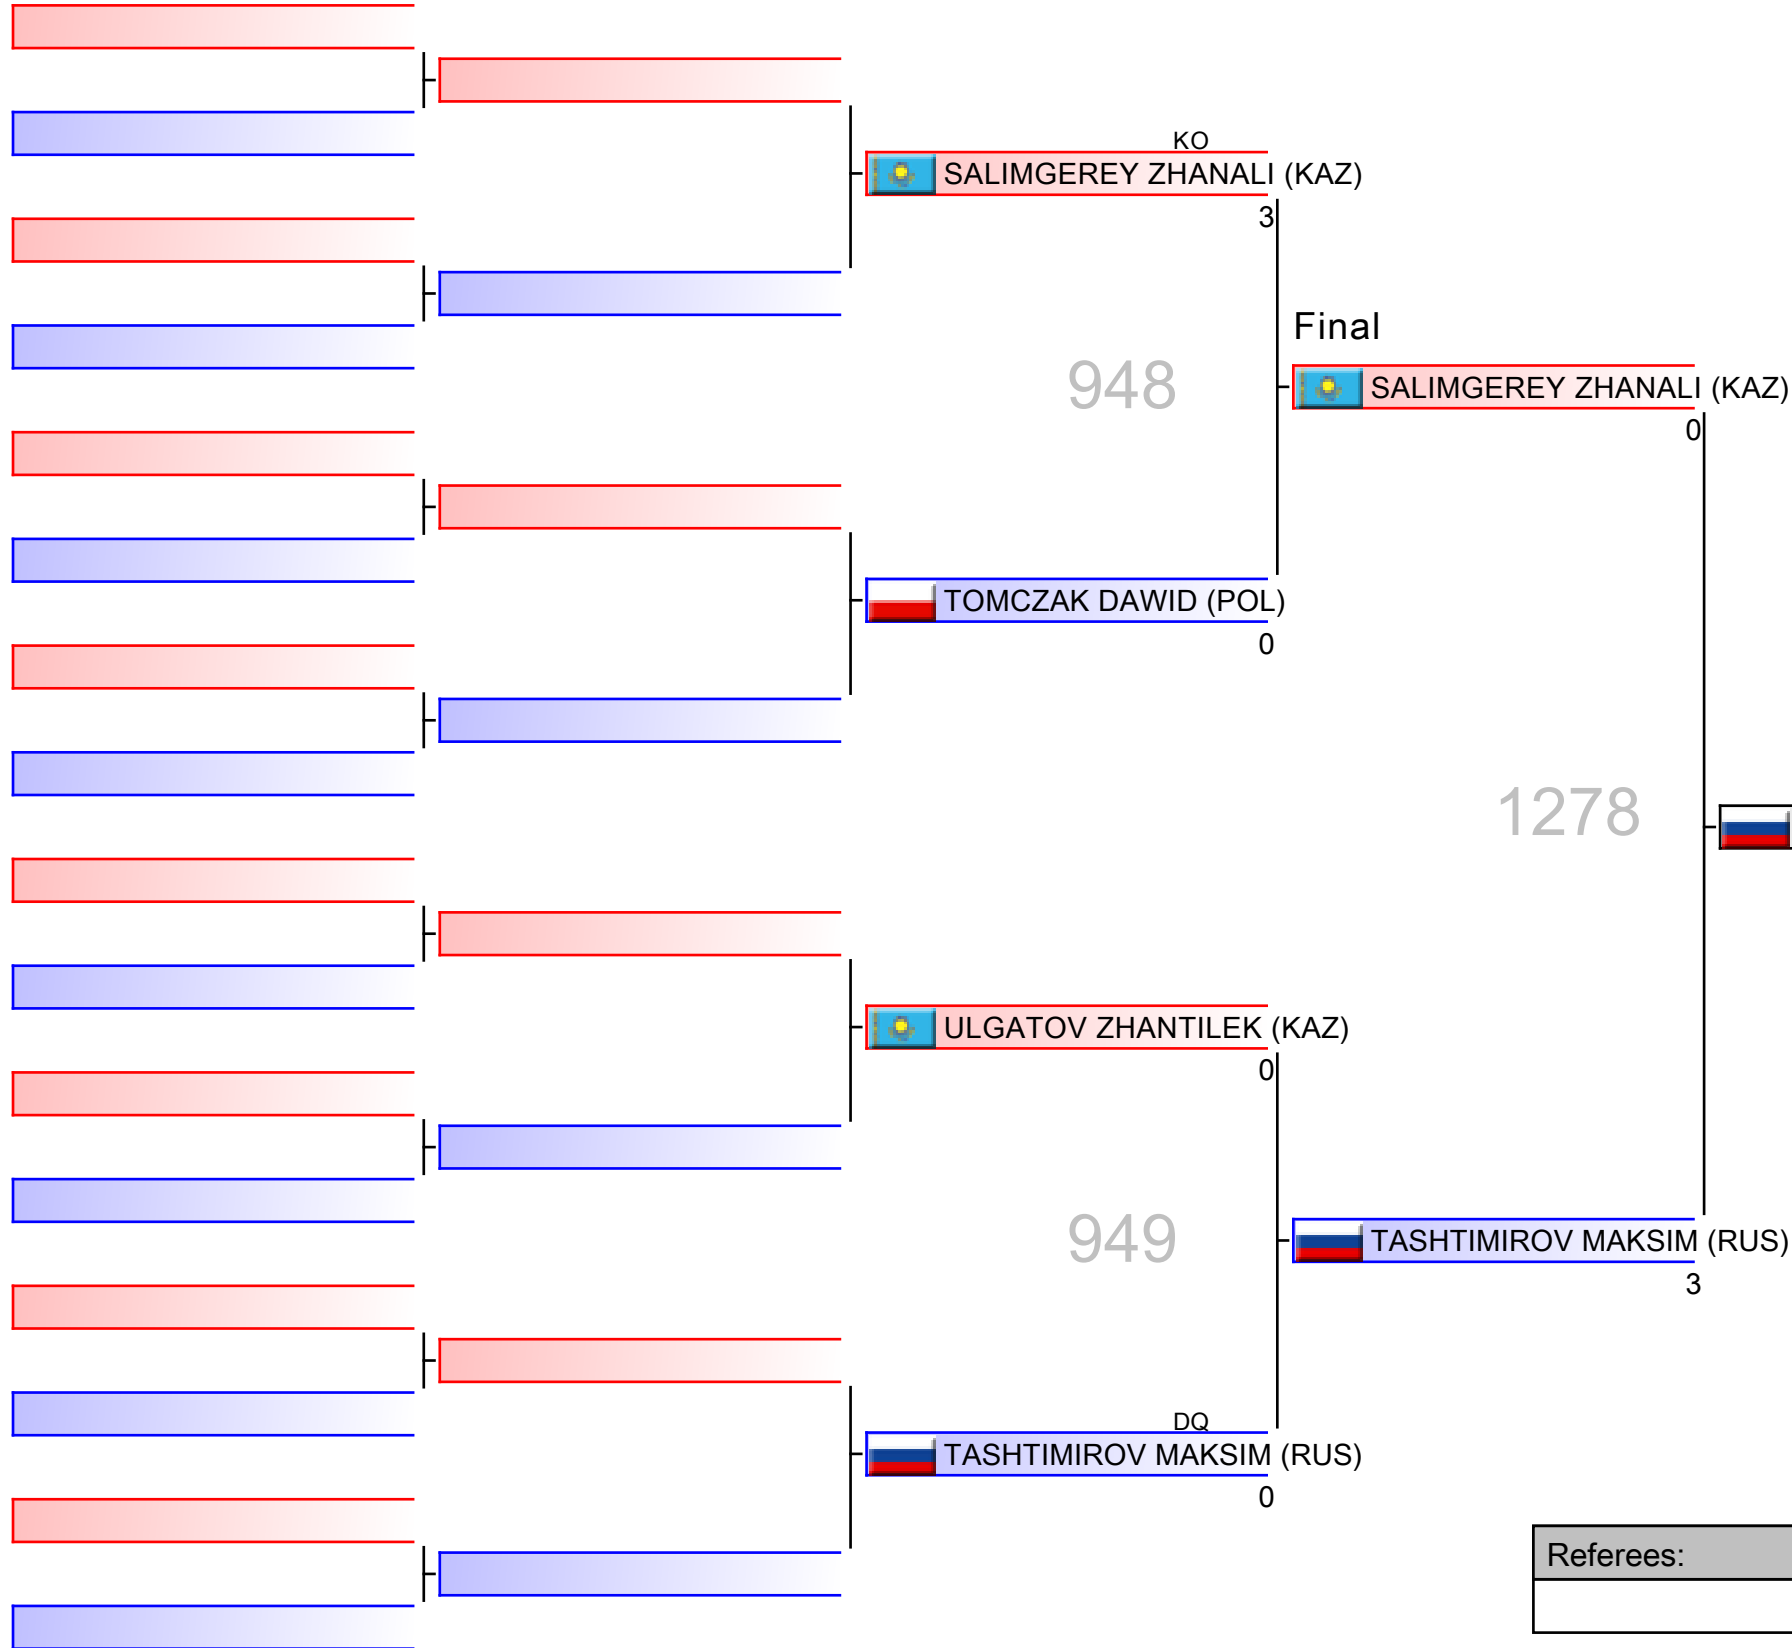 KO
SALIMGEREY ZHANALI (KAZ)
3
Final
948
SALIMGEREY ZHANALI (KAZ)
0
TOMCZAK DAWID (POL)
0
1278
ULGATOV ZHANTILEK (KAZ)
0
949
TASHTIMIROV MAKSIM (RUS)
3
DQ
TASHTIMIROV MAKSIM (RUS)
0
Referees: